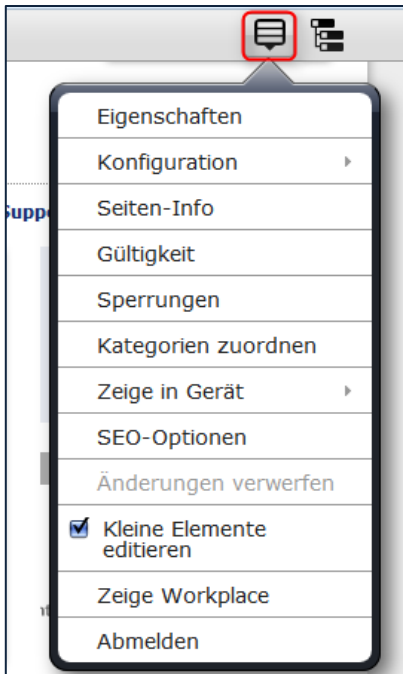 Eigenschaften
Konfiguration
Seiten-Info
Suppo
Gültigkeit
Sperrungen
Kategorien zuordnen
Zeige in Gerät
SEO-Optionen
Änderungen verwerfen
Kleine Elemente
editieren
Zeige Workplace
Abmelden